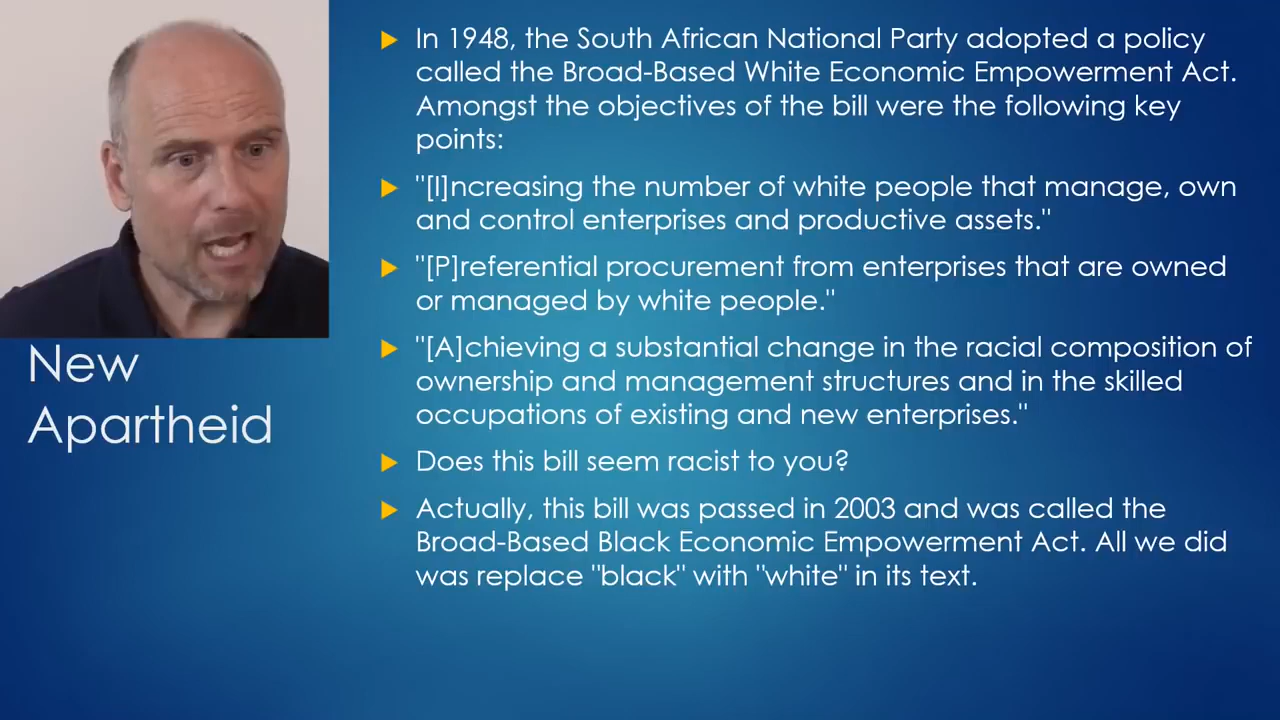 In 1948, the South African National Party adopted a policy
called the Broad-Based White Economic Empowerment Act.
Amongst the objectives of the bill were the following key
points:
"[I]ncreasing the number of white people that manage, own
and control enterprises and productive assets."
"[P]referential procurement from enterprises that are owned
or managed by white people."
"[A]chieving a substantial change in the racial composition of
ownership and management structures and in the skilled
occupations of existing and new enterprises."
Does this bill seem racist to you?
Actually, this bill was passed in 2003 and was called the
Broad-Based Black Economic Empowerment Act. All we did
was replace "black" with "white" in its text.
New
Apartheid